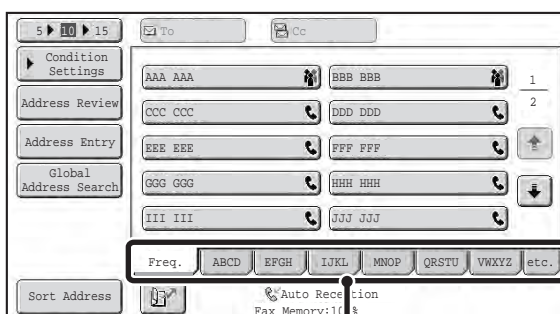 5 10 15
To
Cc
Condition
Settings
AAA AAA
BBB BBB
1
2
Address Review
CCC CCC
DDD DDD
Address Entry
EEE EEE
FFF FFF
Global
Address Search
GGG GGG
HHH HHH
III III
JJJ JJJ
Freq.
ABCD
EFGH
IJKL
MNOP
QRSTU
VWXYZ
etc.
Sort Address
Auto Reception
Fax Memory: